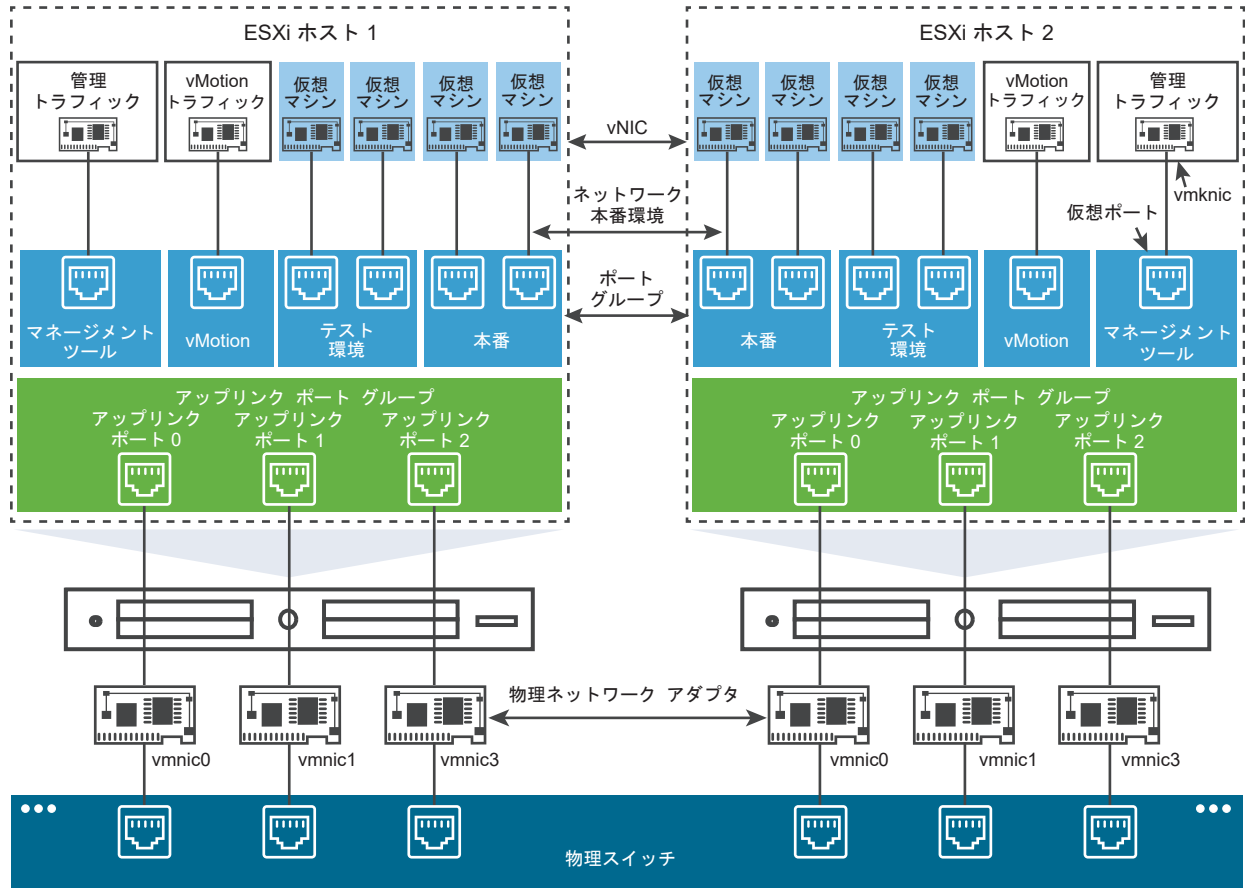 ESXi ホスト 1
管理
トラフィック
vMotion
トラフィック
仮想
マシン
仮想
マシン
仮想
マシン
仮想
マシン
マネージメント
ツール
vMotion
テスト
環境
本番
アップリンク ポート グループ
アップリンク
ポート 0
アップリンク
ポート 1
アップリンク
ポート 2
vNIC
ネットワーク
本番環境
ポート
グループ
ESXi ホスト 2
仮想
マシン
仮想
マシン
仮想
マシン
仮想
マシン
vMotion
トラフィック
管理
トラフィック
vmknic
仮想ポート
本番
テスト
環境
vMotion
マネージメント
ツール
アップリンク ポート グループ
アップリンク
ポート 0
アップリンク
ポート 1
アップリンク
ポート 2
物理ネットワーク アダプタ
vmnic0
vmnic1
vmnic3
vmnic0
vmnic1
vmnic3
物理スイッチ